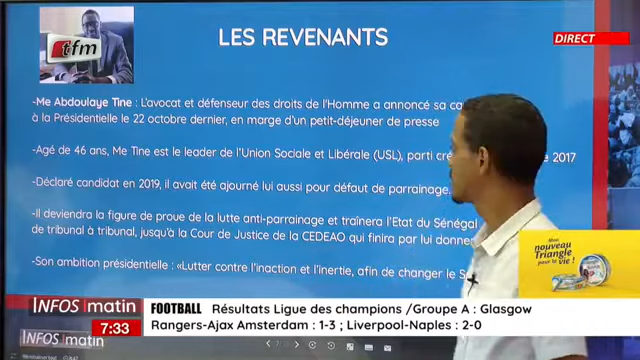 tfm
LES REVENANTS
DIRECT
-Me Abdoulaye Tine : L'avocat et défenseur des droits de l'Homme a annoncé sa
à la Présidentielle le 22 octobre dernier, en marge d'un petit-déjeuner de presse
-Agé de 46 ans, Me Tine est le leader de l'Union Sociale et Libérale (USL), parti 2017
-Déclaré candidat en 2019, il avait été ajourné lui aussi pour défaut de parrainage.
-Il deviendra la figure de proue de la lutte anti-parrainage et traînera l'Etat du Sénégal
de tribunal à tribunal, jusqu'à la Cour de Justice de la CEDEAO qui finira par lui
-Son ambition présidentielle : «Lutter contre l'inaction et l'inertie, afin de changer le
Mon
nouveau
Triangle
pour la
vie !
INFOS matin
7:33
FOOTBALL Résultats Ligue des champions /Groupe A : Glasgow
Rangers-Ajax Amsterdam : 1-3 ; Liverpool-Naples : 2-0
INFOS matin